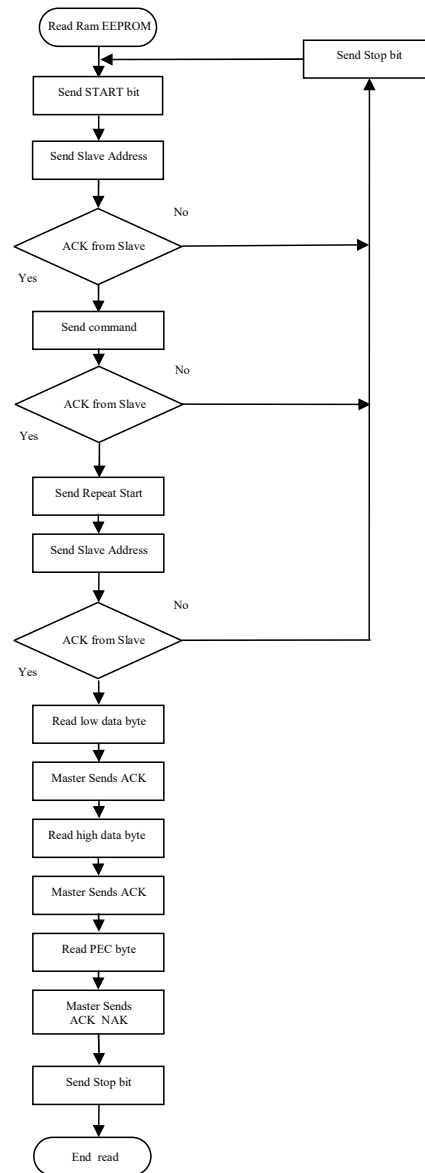 Read Ram EEPROM
Send Stop bit
Send START bit
Send Slave Address
No
ACK from Slave
Yes
Send command
No
ACK from Slave
Yes
Send Repeat Start
Send Slave Address
No
ACK from Slave
Yes
Read low data byte
Master Sends ACK
Read high data byte
Master Sends ACK
Read PEC byte
Master Sends
ACK NAK
Send Stop bit
End read